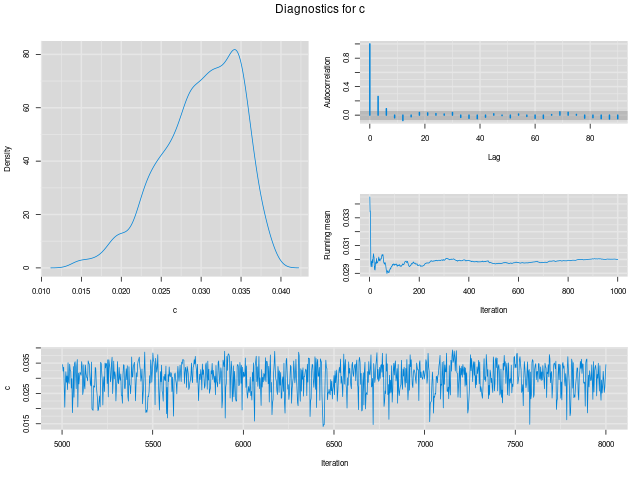 Diagnostics for c
Density
0 20 40 60 80
0.010 0.015 0.020 0.025 0.030 0.035 0.040
c
Autocorrelation
0.0 0.4 0.8
0 20 40 60 80
Lag
Running mean
0.029 0.031 0.033
0 200 400 600 800 1000
Iteration
c
0.015 0.025 0.035
5000 5500 6000 6500 7000 7500 8000
Iteration